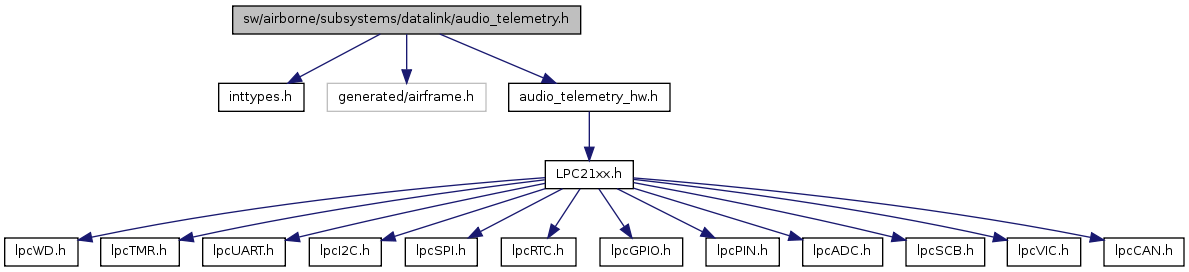 sw/airborne/subsystems/datalink/audio_telemetry.h
inttypes.h
generated/airframe.h
audio_telemetry_hw.h
LPC21xx.h
lpcWD.h
lpcTMR.h
lpcUART.h
lpcI2C.h
lpcSPI.h
lpcRTC.h
lpcGPIO.h
lpcPIN.h
lpcADC.h
lpcSCB.h
lpcVIC.h
lpcCAN.h